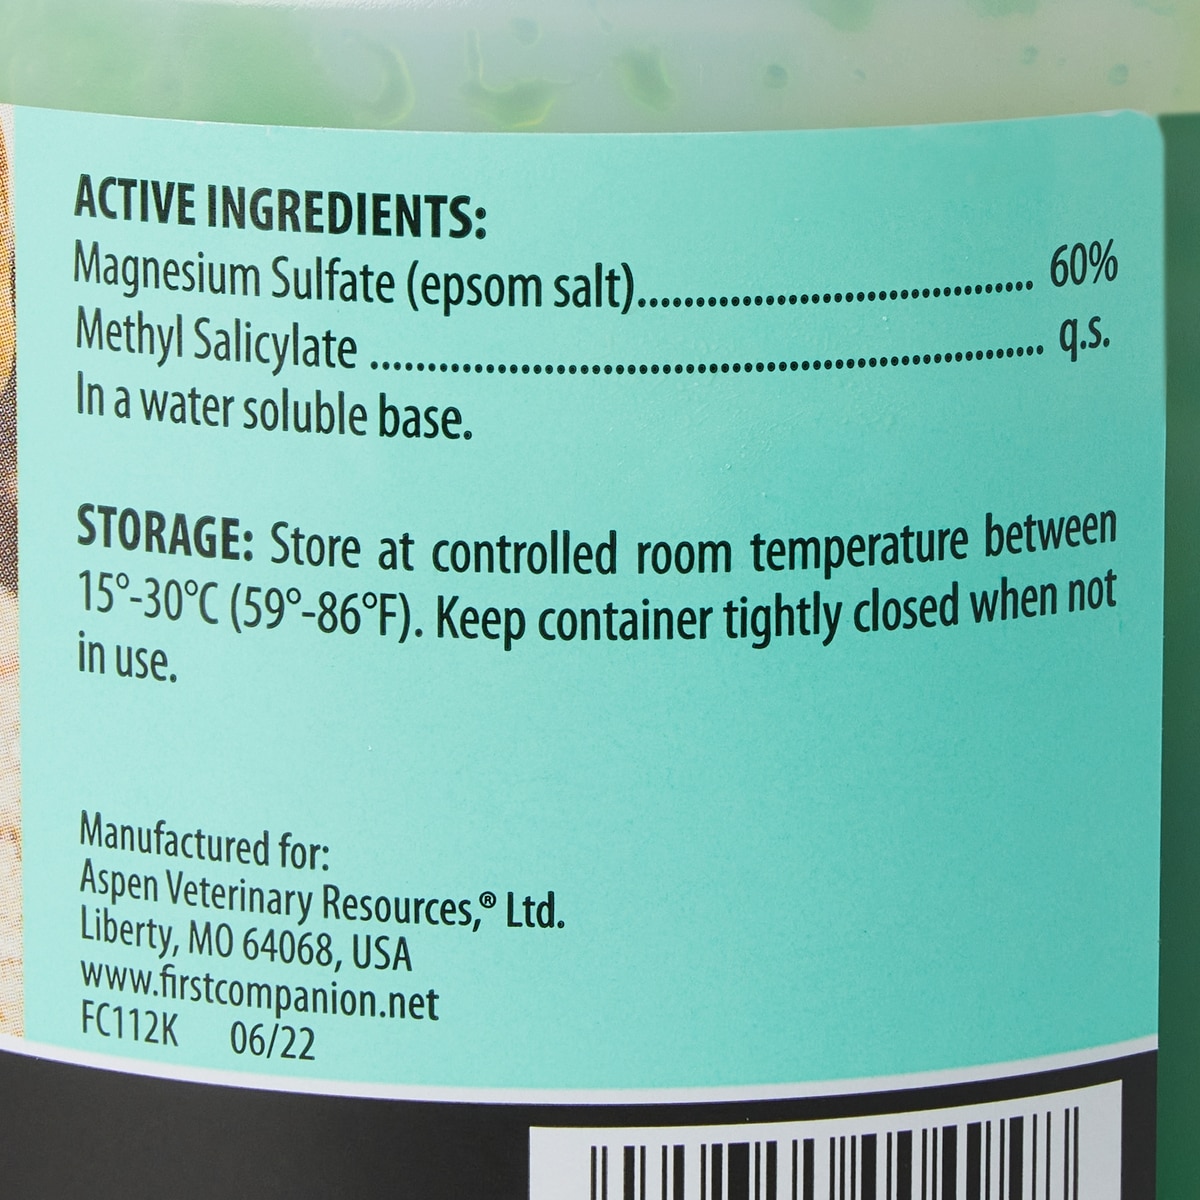 ACTIVE INGREDIENTS:
Magnesium Sulfate (epsom salt)................................... 60%
Methyl Salicylate ........................................................................ q.s.
In a water soluble base.
STORAGE: Store at controlled room temperature between
15°-30°C (59°-86°F). Keep container tightly closed when not
in use.
Manufactured for:
Aspen Veterinary Resources,® Ltd.
Liberty, MO 64068, USA
www.firstcompanion.net
FC112K 06/22